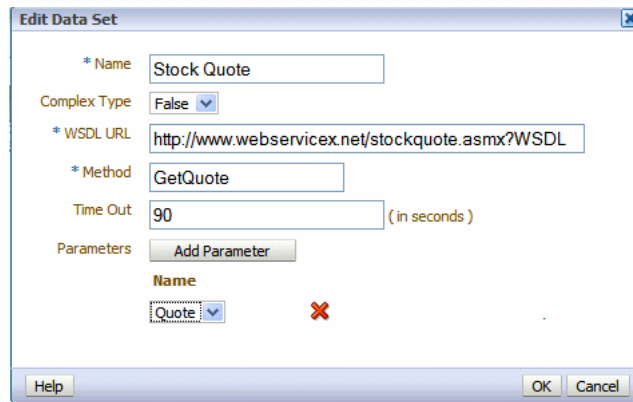 Edit Data Set
* Name Stock Quote
Complex Type False
* WSDL URL http://www.webservicex.net/stockquote.asmx?WSDL
* Method GetQuote
Time Out 90 ( in seconds )
Parameters Add Parameter
Name
Quote
Help OK Cancel